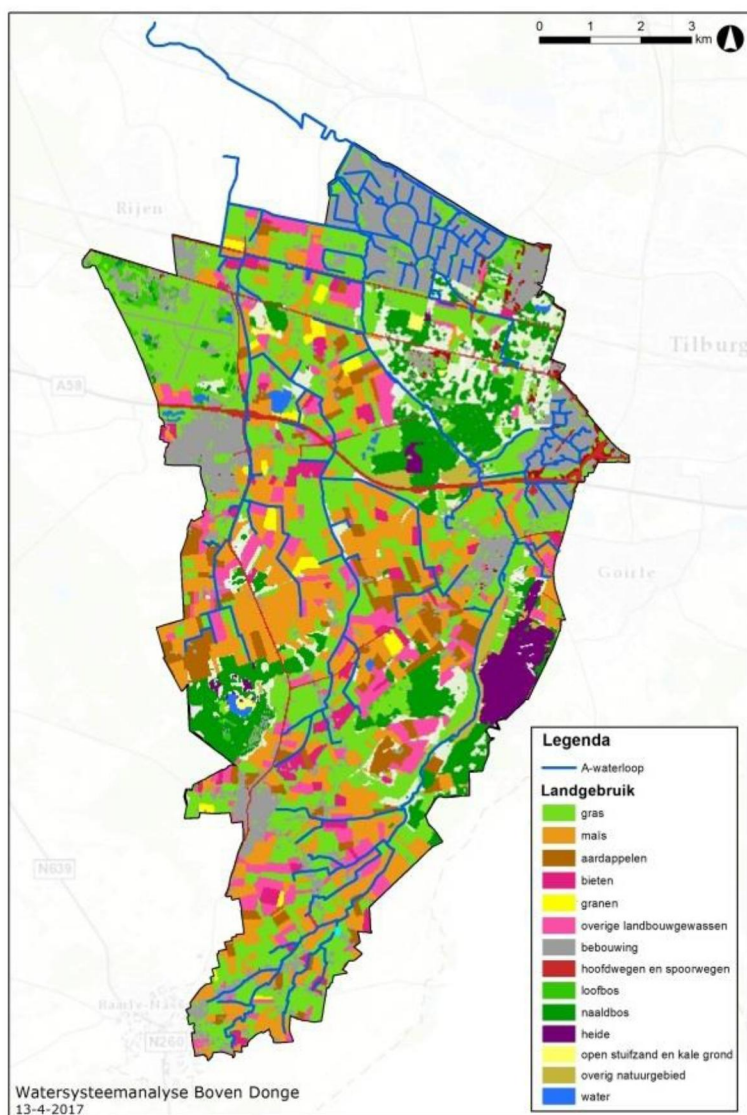 0 1 2 3
km
Rijen
Tilburg
A58
Goirle
Legenda
A-waterloop
Landgebruik
gras
maïs
aardappelen
bieten
granen
overige landbouwgewassen
bebouwing
hoofdwegen en spoorwegen
loofbos
naaldbos
heide
open stuifzand en kale grond
overig natuurgebied
water
N639
N260
Watersysteemanalyse Boven Donge
13-4-2017